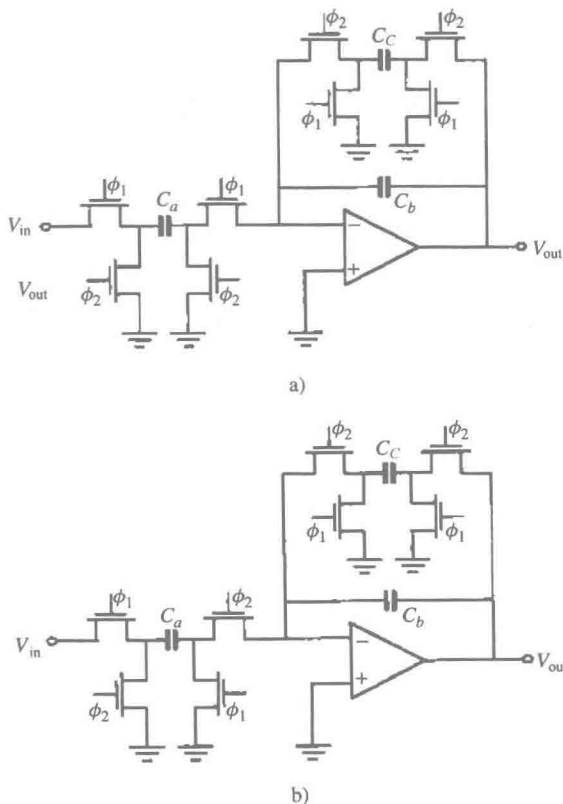 ϕ2 ϕ2
C_C
ϕ1 ϕ1
ϕ1 C_a ϕ1
C_b
V_in
−
+
V_out
V_out
ϕ2 ϕ2
a)
ϕ2 ϕ2
C_C
ϕ1 ϕ1
ϕ1 C_a ϕ2
C_b
V_in
−
+
V_ou
ϕ2 ϕ1
b)